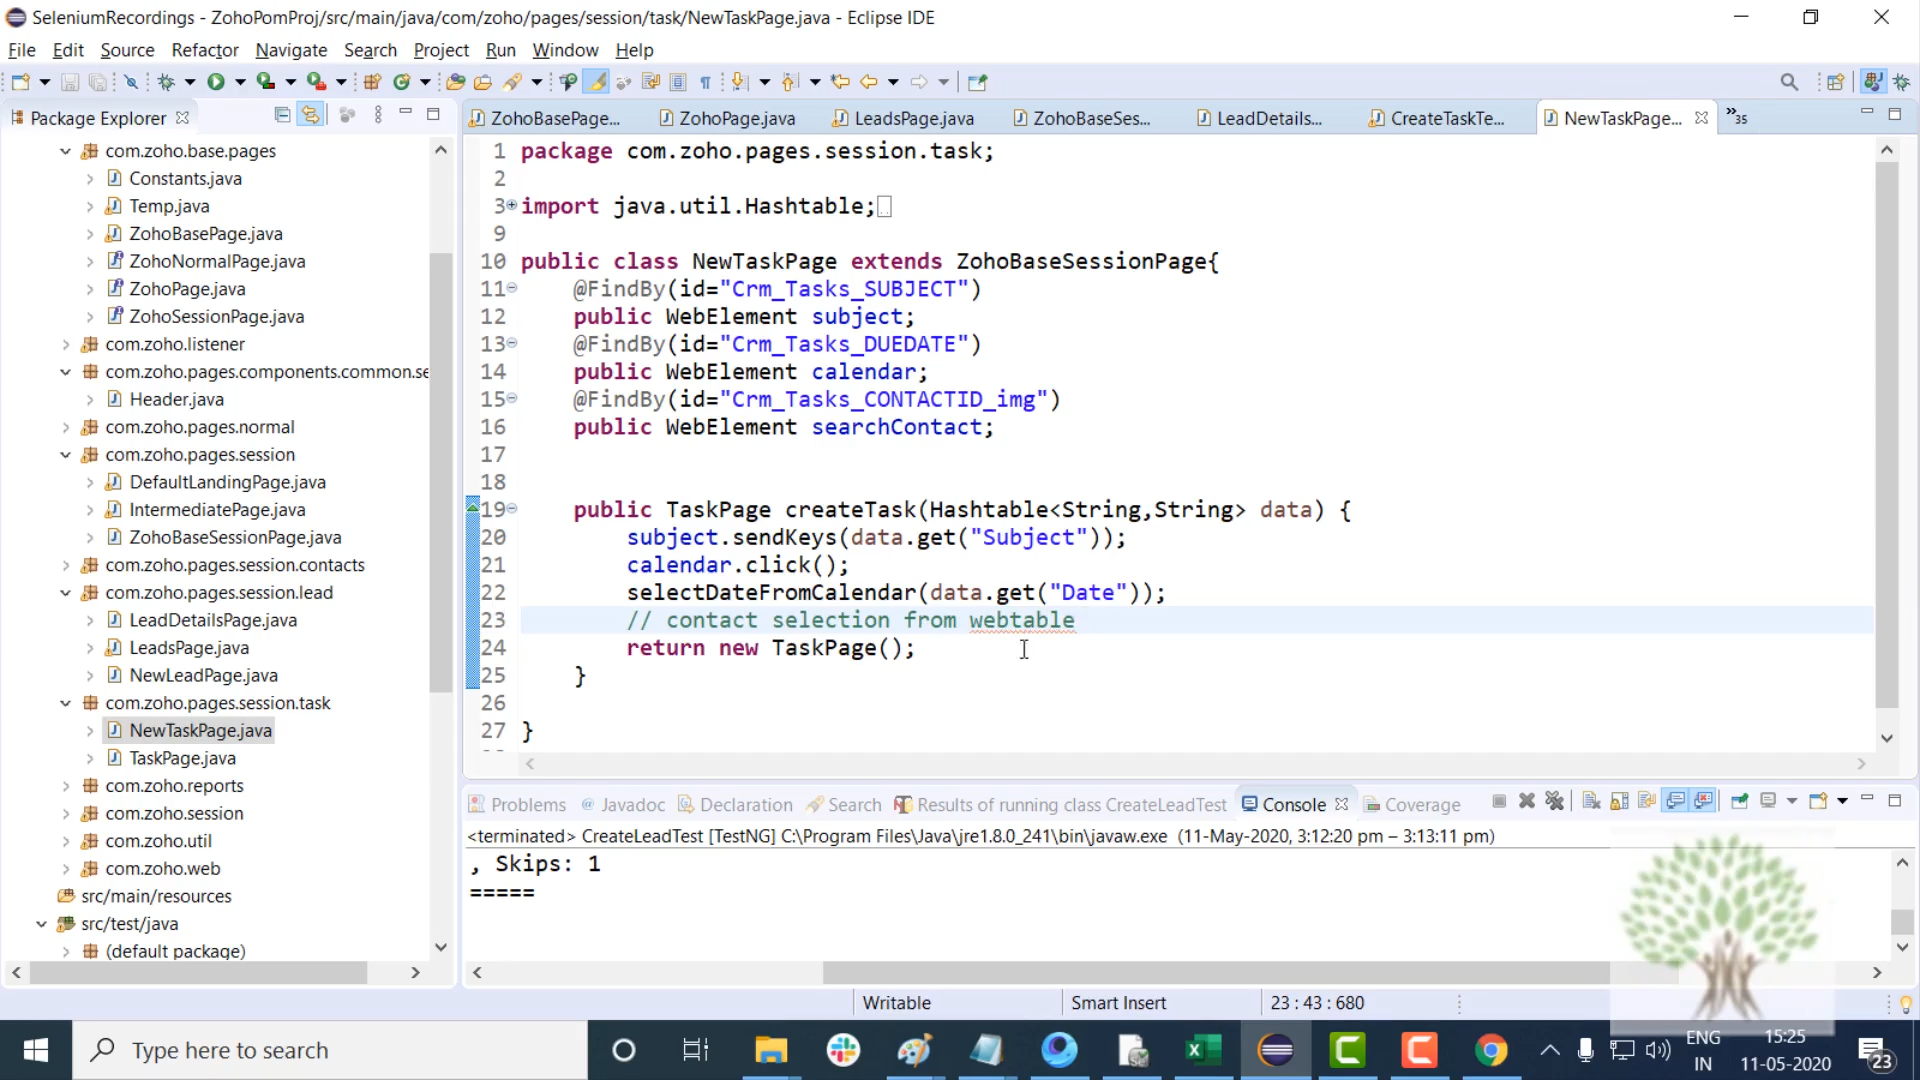 SeleniumRecordings - ZohoPomProj/src/main/java/com/zoho/pages/session/task/NewTaskPage.java - Eclipse IDE
File Edit Source Refactor Navigate Search Project Run Window Help
Package Explorer
com.zoho.base.pages
Constants.java
Temp.java
ZohoBasePage.java
ZohoNormalPage.java
ZohoPage.java
ZohoSessionPage.java
com.zoho.listener
com.zoho.pages.components.common.se
Header.java
com.zoho.pages.normal
com.zoho.pages.session
DefaultLandingPage.java
IntermediatePage.java
ZohoBaseSessionPage.java
com.zoho.pages.session.contacts
com.zoho.pages.session.lead
LeadDetailsPage.java
LeadsPage.java
NewLeadPage.java
com.zoho.pages.session.task
NewTaskPage.java
TaskPage.java
com.zoho.reports
com.zoho.session
com.zoho.util
com.zoho.web
src/main/resources
src/test/java
(default package)
ZohoBasePage... ZohoPage.java LeadsPage.java ZohoBaseSes... LeadDetails... CreateTaskTe... NewTaskPage... »35
1 package com.zoho.pages.session.task;
2
3 import java.util.Hashtable;
9
10 public class NewTaskPage extends ZohoBaseSessionPage{
11 @FindBy(id="Crm_Tasks_SUBJECT")
12 public WebElement subject;
13 @FindBy(id="Crm_Tasks_DUEDATE")
14 public WebElement calendar;
15 @FindBy(id="Crm_Tasks_CONTACTID_img")
16 public WebElement searchContact;
17
18
19 public TaskPage createTask(Hashtable<String,String> data) {
20 subject.sendKeys(data.get("Subject"));
21 calendar.click();
22 selectDateFromCalendar(data.get("Date"));
23 // contact selection from webtable
24 return new TaskPage();
25 }
26
27 }
Problems Javadoc Declaration Search Results of running class CreateLeadTest Console Coverage
<terminated> CreateLeadTest [TestNG] C:\Program Files\Java\jre1.8.0_241\bin\javaw.exe (11-May-2020, 3:12:20 pm – 3:13:11 pm)
, Skips: 1
=====
Writable Smart Insert 23 : 43 : 680
Type here to search
ENG
IN
15:25
11-05-2020
23